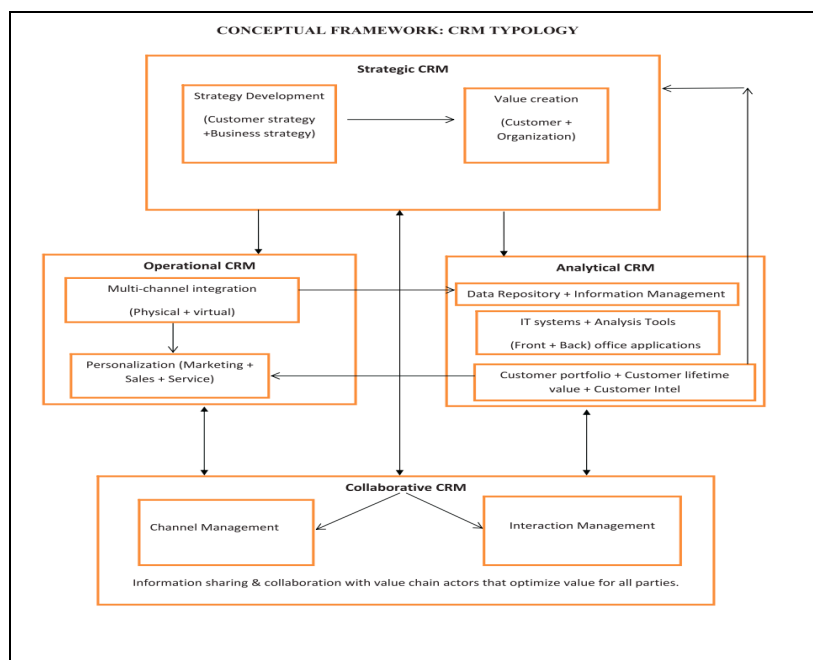 CONCEPTUAL FRAMEWORK: CRM TYPOLOGY
Strategic CRM
Strategy Development
(Customer strategy
+Business strategy)
Value creation
(Customer +
Organization)
Operational CRM
Multi-channel integration
(Physical + virtual)
Personalization (Marketing +
Sales + Service)
Analytical CRM
Data Repository + Information Management
IT systems + Analysis Tools
(Front + Back) office applications
Customer portfolio + Customer lifetime
value + Customer Intel
Collaborative CRM
Channel Management
Interaction Management
Information sharing & collaboration with value chain actors that optimize value for all parties.